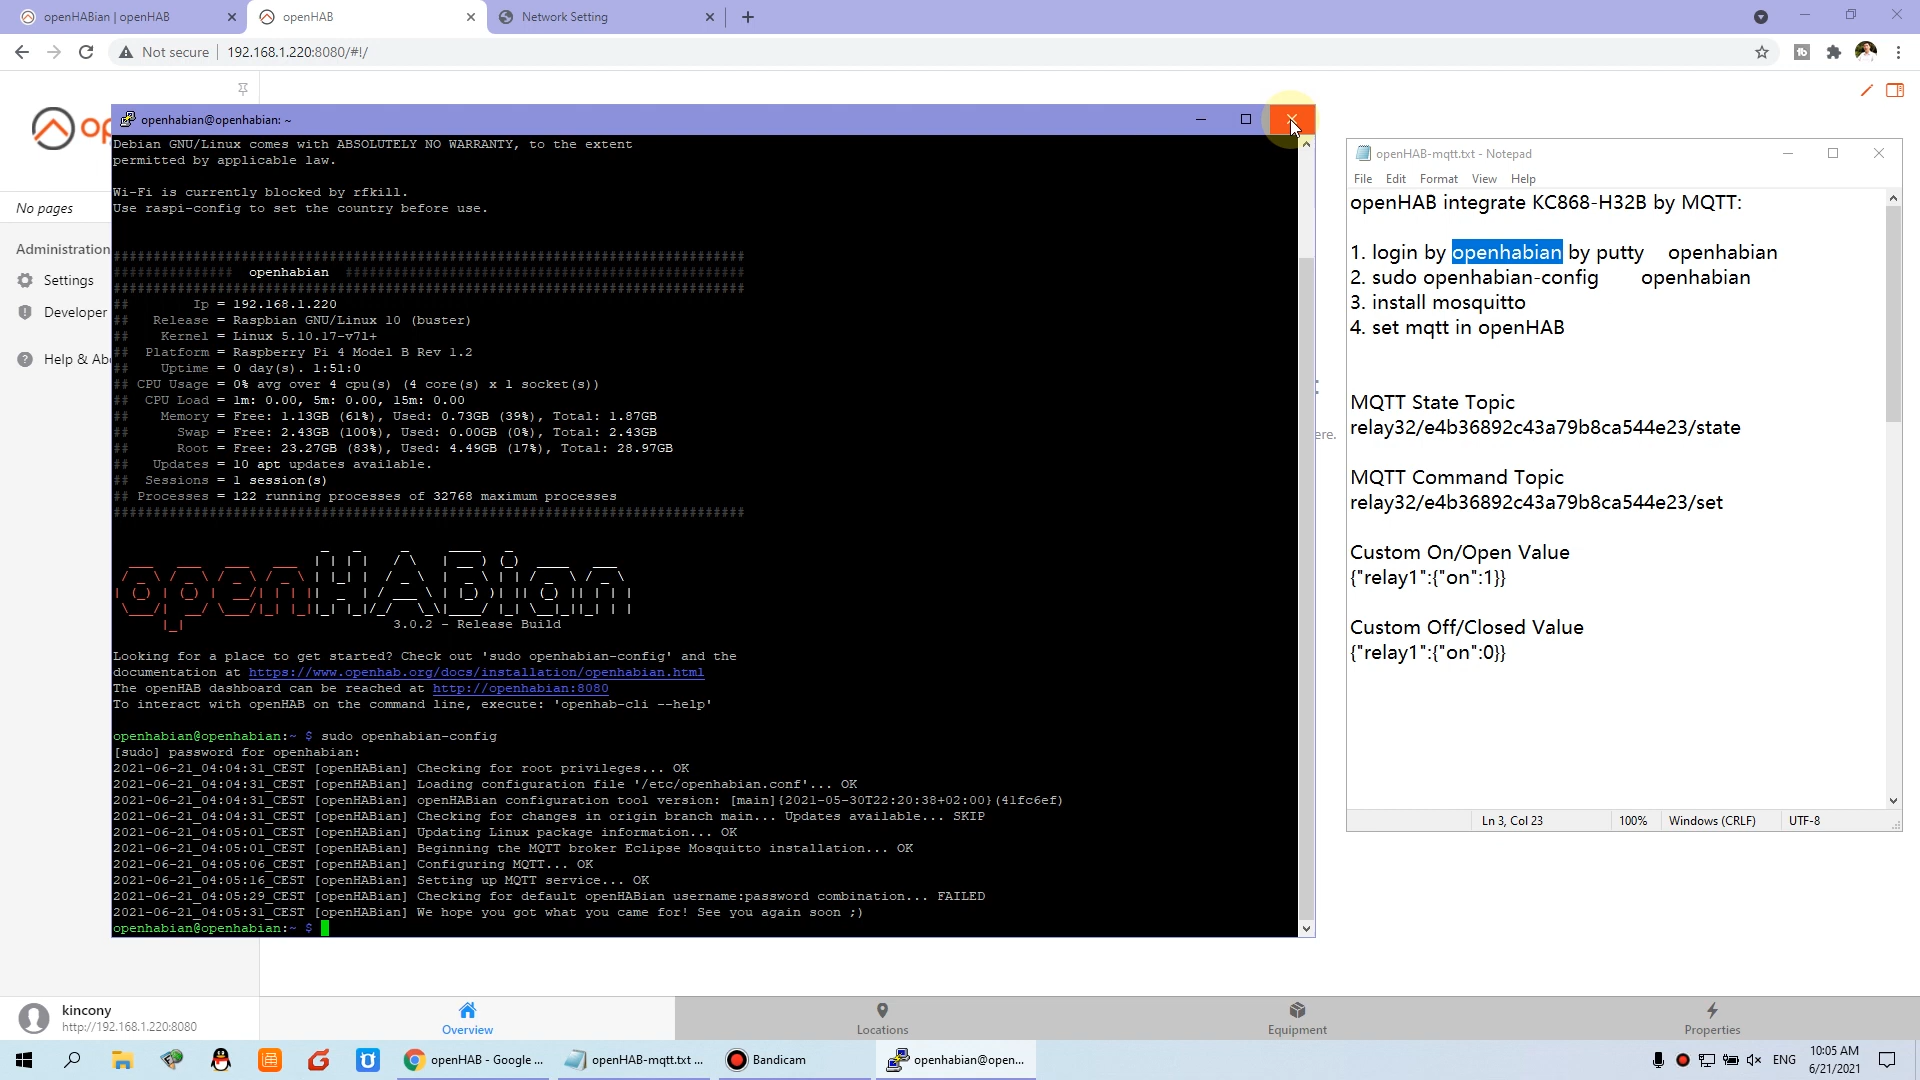 openHABian | openHAB
openHAB
Network Setting
Not secure
192.168.1.220:8080/#!/
No pages
Administration
Settings
Developer
Help & Ab
ere.
kincony
http://192.168.1.220:8080
Overview
Locations
Equipment
Properties
openhabian@openhabian: ~
Debian GNU/Linux comes with ABSOLUTELY NO WARRANTY, to the extent
permitted by applicable law.
Wi-Fi is currently blocked by rfkill.
Use raspi-config to set the country before use.
###############################################################################
############### openhabian ##################################################
###############################################################################
## Ip = 192.168.1.220
## Release = Raspbian GNU/Linux 10 (buster)
## Kernel = Linux 5.10.17-v7l+
## Platform = Raspberry Pi 4 Model B Rev 1.2
## Uptime = 0 day(s). 1:51:0
## CPU Usage = 0% avg over 4 cpu(s) (4 core(s) x 1 socket(s))
## CPU Load = 1m: 0.00, 5m: 0.00, 15m: 0.00
## Memory = Free: 1.13GB (61%), Used: 0.73GB (39%), Total: 1.87GB
## Swap = Free: 2.43GB (100%), Used: 0.00GB (0%), Total: 2.43GB
## Root = Free: 23.27GB (83%), Used: 4.49GB (17%), Total: 28.97GB
## Updates = 10 apt updates available.
## Sessions = 1 session(s)
## Processes = 122 running processes of 32768 maximum processes
###############################################################################
openHABian
3.0.2 - Release Build
Looking for a place to get started? Check out 'sudo openhabian-config' and the
documentation at https://www.openhab.org/docs/installation/openhabian.html
The openHAB dashboard can be reached at http://openhabian:8080
To interact with openHAB on the command line, execute: 'openhab-cli --help'
openhabian@openhabian:~ $ sudo openhabian-config
[sudo] password for openhabian:
2021-06-21_04:04:31_CEST [openHABian] Checking for root privileges... OK
2021-06-21_04:04:31_CEST [openHABian] Loading configuration file '/etc/openhabian.conf'... OK
2021-06-21_04:04:31_CEST [openHABian] openHABian configuration tool version: [main]{2021-05-30T22:20:38+02:00}(41fc6ef)
2021-06-21_04:04:31_CEST [openHABian] Checking for changes in origin branch main... Updates available... SKIP
2021-06-21_04:05:01_CEST [openHABian] Updating Linux package information... OK
2021-06-21_04:05:01_CEST [openHABian] Beginning the MQTT broker Eclipse Mosquitto installation... OK
2021-06-21_04:05:06_CEST [openHABian] Configuring MQTT... OK
2021-06-21_04:05:16_CEST [openHABian] Setting up MQTT service... OK
2021-06-21_04:05:29_CEST [openHABian] Checking for default openHABian username:password combination... FAILED
2021-06-21_04:05:31_CEST [openHABian] We hope you got what you came for! See you again soon ;)
openhabian@openhabian:~ $
openHAB-mqtt.txt - Notepad
File Edit Format View Help
openHAB integrate KC868-H32B by MQTT:
1. login by openhabian by putty openhabian
2. sudo openhabian-config openhabian
3. install mosquitto
4. set mqtt in openHAB
MQTT State Topic
relay32/e4b36892c43a79b8ca544e23/state
MQTT Command Topic
relay32/e4b36892c43a79b8ca544e23/set
Custom On/Open Value
{"relay1":{"on":1}}
Custom Off/Closed Value
{"relay1":{"on":0}}
Ln 3, Col 23 100% Windows (CRLF) UTF-8
openHAB - Google ...
openHAB-mqtt.txt ...
Bandicam
openhabian@open...
ENG
10:05 AM
6/21/2021